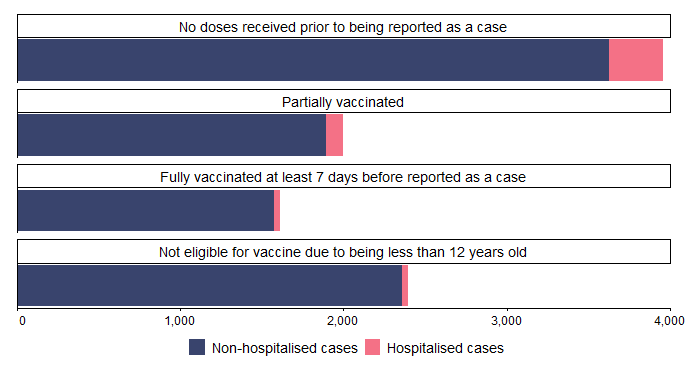 No doses received prior to being reported as a case
Partially vaccinated
Fully vaccinated at least 7 days before reported as a case
Not eligible for vaccine due to being less than 12 years old
0 1,000 2,000 3,000 4,000
Non-hospitalised cases Hospitalised cases